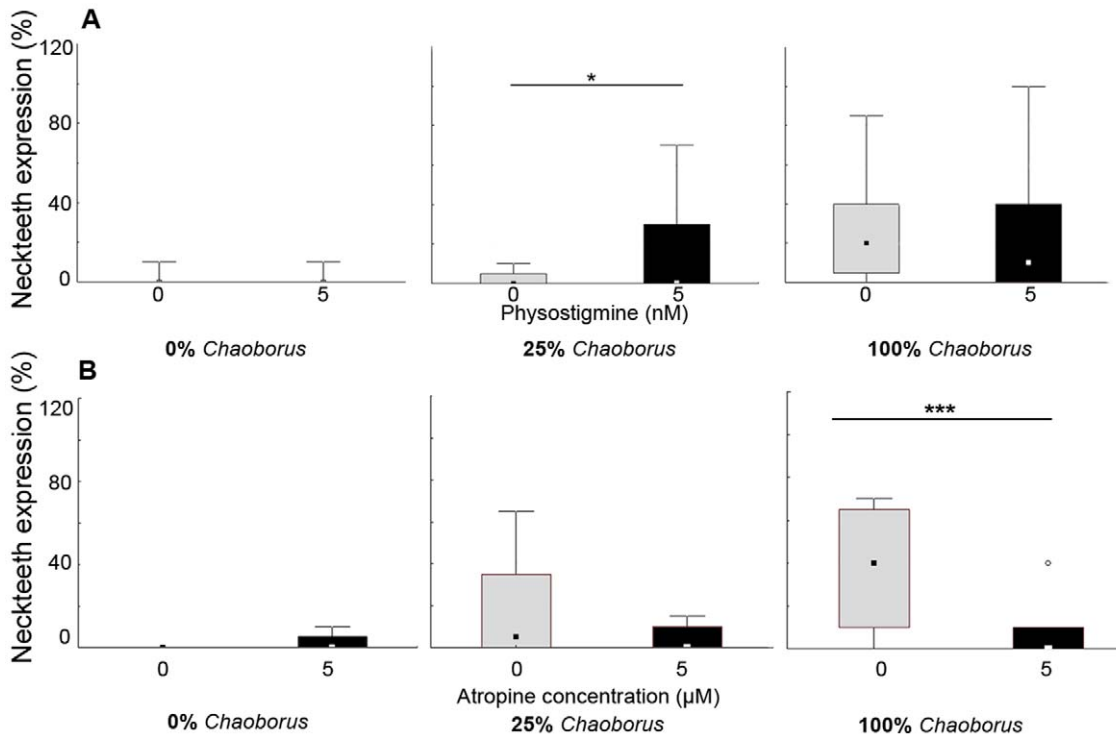 A
Neckteeth expression (%)
120
80
40
0
*
0 5 0 5 0 5
Physostigmine (nM)
0% Chaoborus 25% Chaoborus 100% Chaoborus
B
Neckteeth expression (%)
120
80
40
0
***
0 5 0 5 0 5
Atropine concentration (µM)
0% Chaoborus 25% Chaoborus 100% Chaoborus